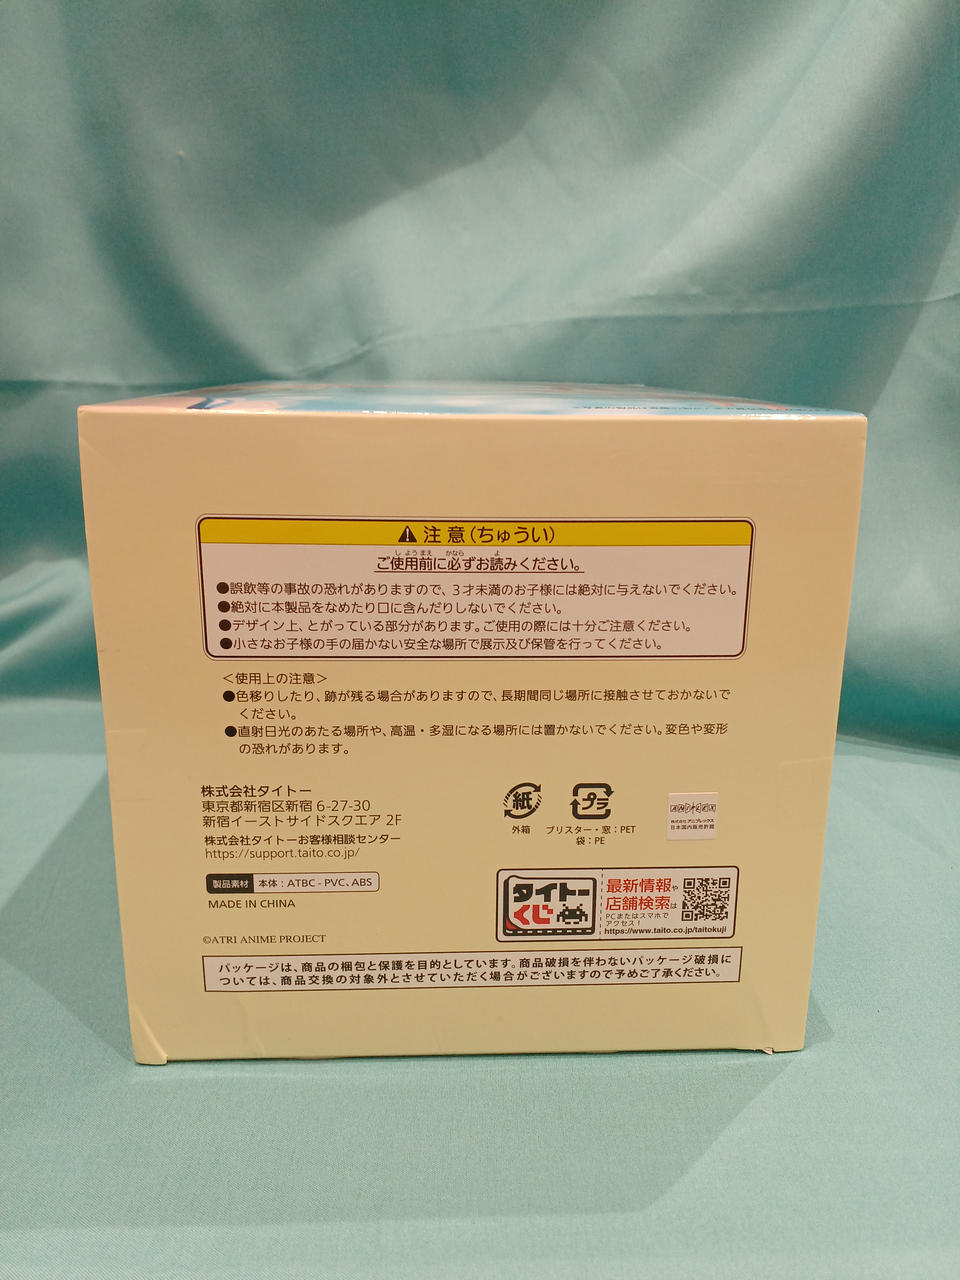 注意(ちゅうい)
ご使用前に必ずお読みください。
●誤飲等の事故の恐れがありますので、3才未満のお子様には絶対に与えないでください。
●絶対に本製品をなめたり口に含んだりしないでください。
●デザイン上、とがっている部分があります。ご使用の際には十分ご注意ください。
●小さなお子様の手の届かない安全な場所で展示及び保管を行ってください。
＜使用上の注意＞
●色移りしたり、跡が残る場合がありますので、長期間同じ場所に接触させておかないで
ください。
●直射日光のあたる場所や、高温・多湿になる場所には置かないでください。変色や変形
の恐れがあります。
株式会社タイトー
東京都新宿区新宿 6-27-30
新宿イーストサイドスクエア 2F
株式会社タイトーお客様相談センター
https://support.taito.co.jp/
紙
外箱
プラ
ブリスター・窓：PET
袋：PE
ANIPLEX
株式会社アニプレックス
日本国内販売許諾
製品素材 本体：ATBC-PVC、ABS
MADE IN CHINA
タイトー
くじ
最新情報や
店舗検索は
PCまたはスマホで
アクセス！
https://www.taito.co.jp/taitokuji
©ATRI ANIME PROJECT
パッケージは、商品の梱包と保護を目的としています。商品破損を伴わないパッケージ破損に
ついては、商品交換の対象外とさせていただく場合がございますので予めご了承ください。